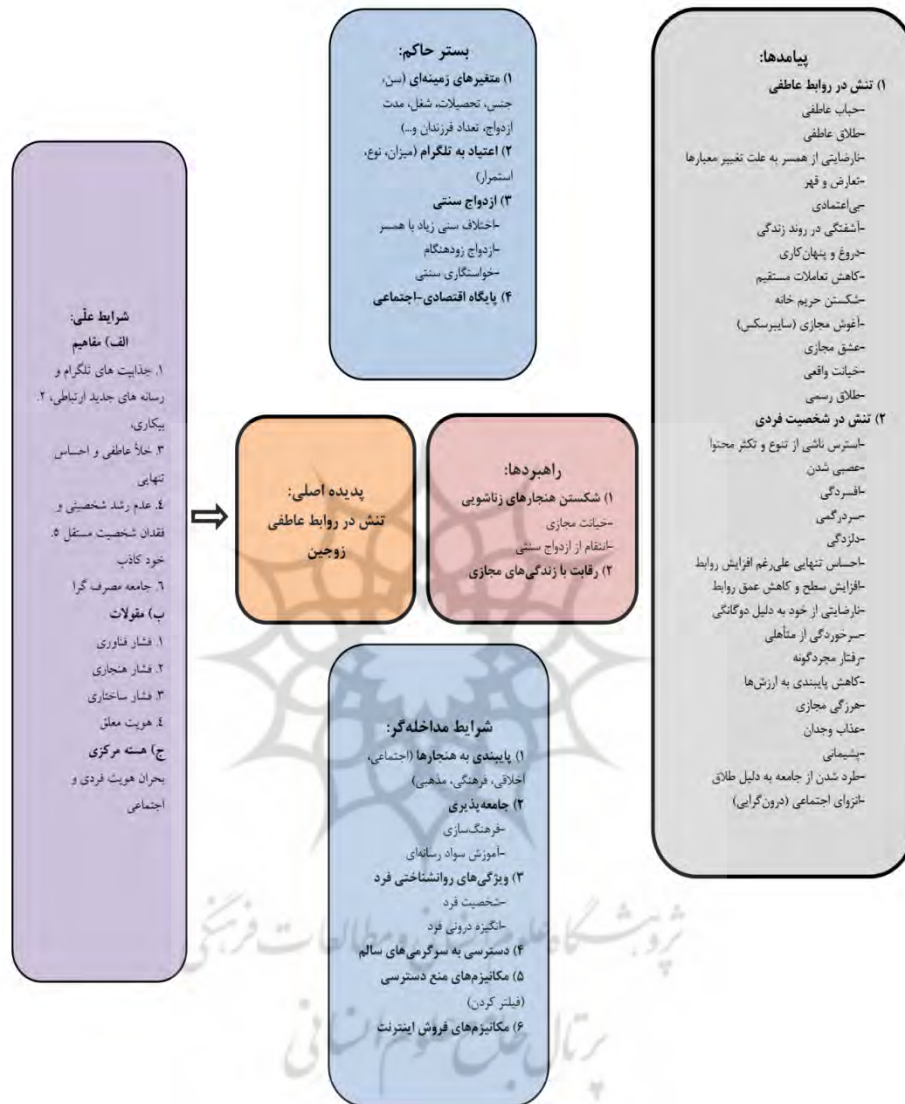 بستر حاکم:
۱) متغیرهای زمینه‌ای (سن،
جنس، تحصیلات، شغل، مدت
ازدواج، تعداد فرزندان و...)
۲) اعتیاد به تلگرام (میزان، نوع،
استمرار)
۳) ازدواج سنتی
-اختلاف سنی زیاد با همسر
-ازدواج زودهنگام
-خواستگاری سنتی
۴) پایگاه اقتصادی-اجتماعی
پیامدها:
۱) تنش در روابط عاطفی
-حباب عاطفی
-طلاق عاطفی
-نارضایتی از همسر به علت تغییر معیارها
-تعارض و قهر
-بی‌اعتمادی
-آشفتگی در روند زندگی
-دروغ و پنهان‌کاری
-کاهش تعاملات مستقیم
-شکستن حریم خانه
-آغوش مجازی (سایبرسکس)
-عشق مجازی
-خیانت واقعی
-طلاق رسمی
۲) تنش در شخصیت فردی
-استرس ناشی از تنوع و تکثر محتوا
-عصبی شدن
-افسردگی
-سردرگمی
-دلزدگی
-احساس تنهایی علی‌رغم افزایش روابط
-افزایش سطح و کاهش عمق روابط
-نارضایتی از خود به دلیل دوگانگی
-سرخوردگی از متأهلی
-رفتار مجردگونه
-کاهش پایبندی به ارزش‌ها
-هرزگی مجازی
-عذاب وجدان
-پشیمانی
-طرد شدن از جامعه به دلیل طلاق
-انزوای اجتماعی (درون‌گرایی)
شرایط علّی:
الف) مفاهیم
۱. جذابیت های تلگرام و
رسانه های جدید ارتباطی، ۲.
بیکاری،
۳. خلأ عاطفی و احساس
تنهایی
٤. عدم رشد شخصیتی و
فقدان شخصیت مستقل ٥.
خود کاذب
٦. جامعه مصرف گرا
ب) مقولات
۱. فشار فناوری
۲. فشار هنجاری
۳. فشار ساختاری
٤. هویت معلق
ج) هسته مرکزی
بحران هویت فردی و
اجتماعی
پدیده اصلی:
تنش در روابط عاطفی
زوجین
راهبردها:
۱) شکستن هنجارهای زناشویی
-خیانت مجازی
-انتقام از ازدواج سنتی
۲) رقابت با زندگی‌های مجازی
شرایط مداخله‌گر:
۱) پایبندی به هنجارها (اجتماعی،
اخلاقی، فرهنگی، مذهبی)
۲) جامعه‌پذیری
-فرهنگ‌سازی
-آموزش سواد رسانه‌ای
۳) ویژگی‌های روانشناختی فرد
-شخصیت فرد
-انگیزه درونی فرد
۴) دسترسی به سرگرمی‌های سالم
۵) مکانیزم‌های منع دسترسی
(فیلتر کردن)
۶) مکانیزم‌های فروش اینترنت
پژوهشگاه علوم انسانی و مطالعات فرهنگی
پرتال جامع علوم انسانی